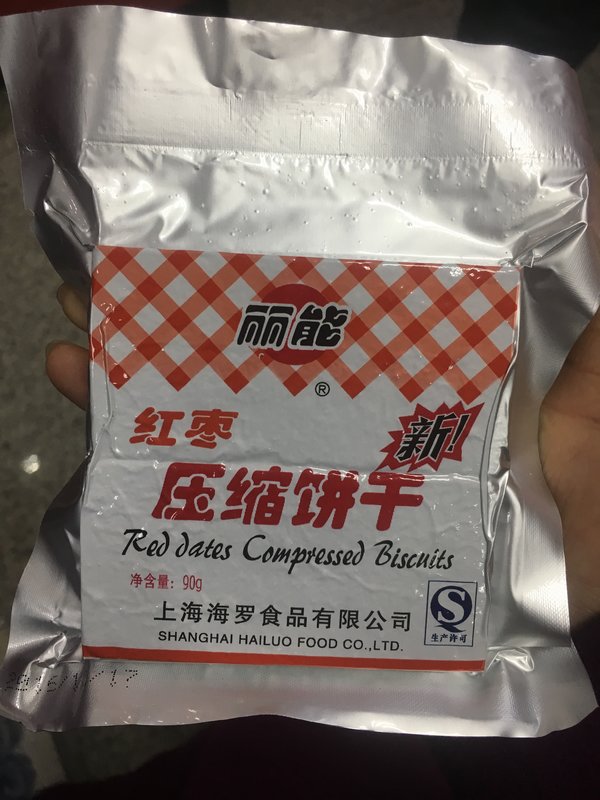 丽能
®
红枣
新!
压缩饼干
Red dates Compressed Biscuits
净含量: 90g
上海海罗食品有限公司
SHANGHAI HAILUO FOOD CO.,LTD.
生产许可